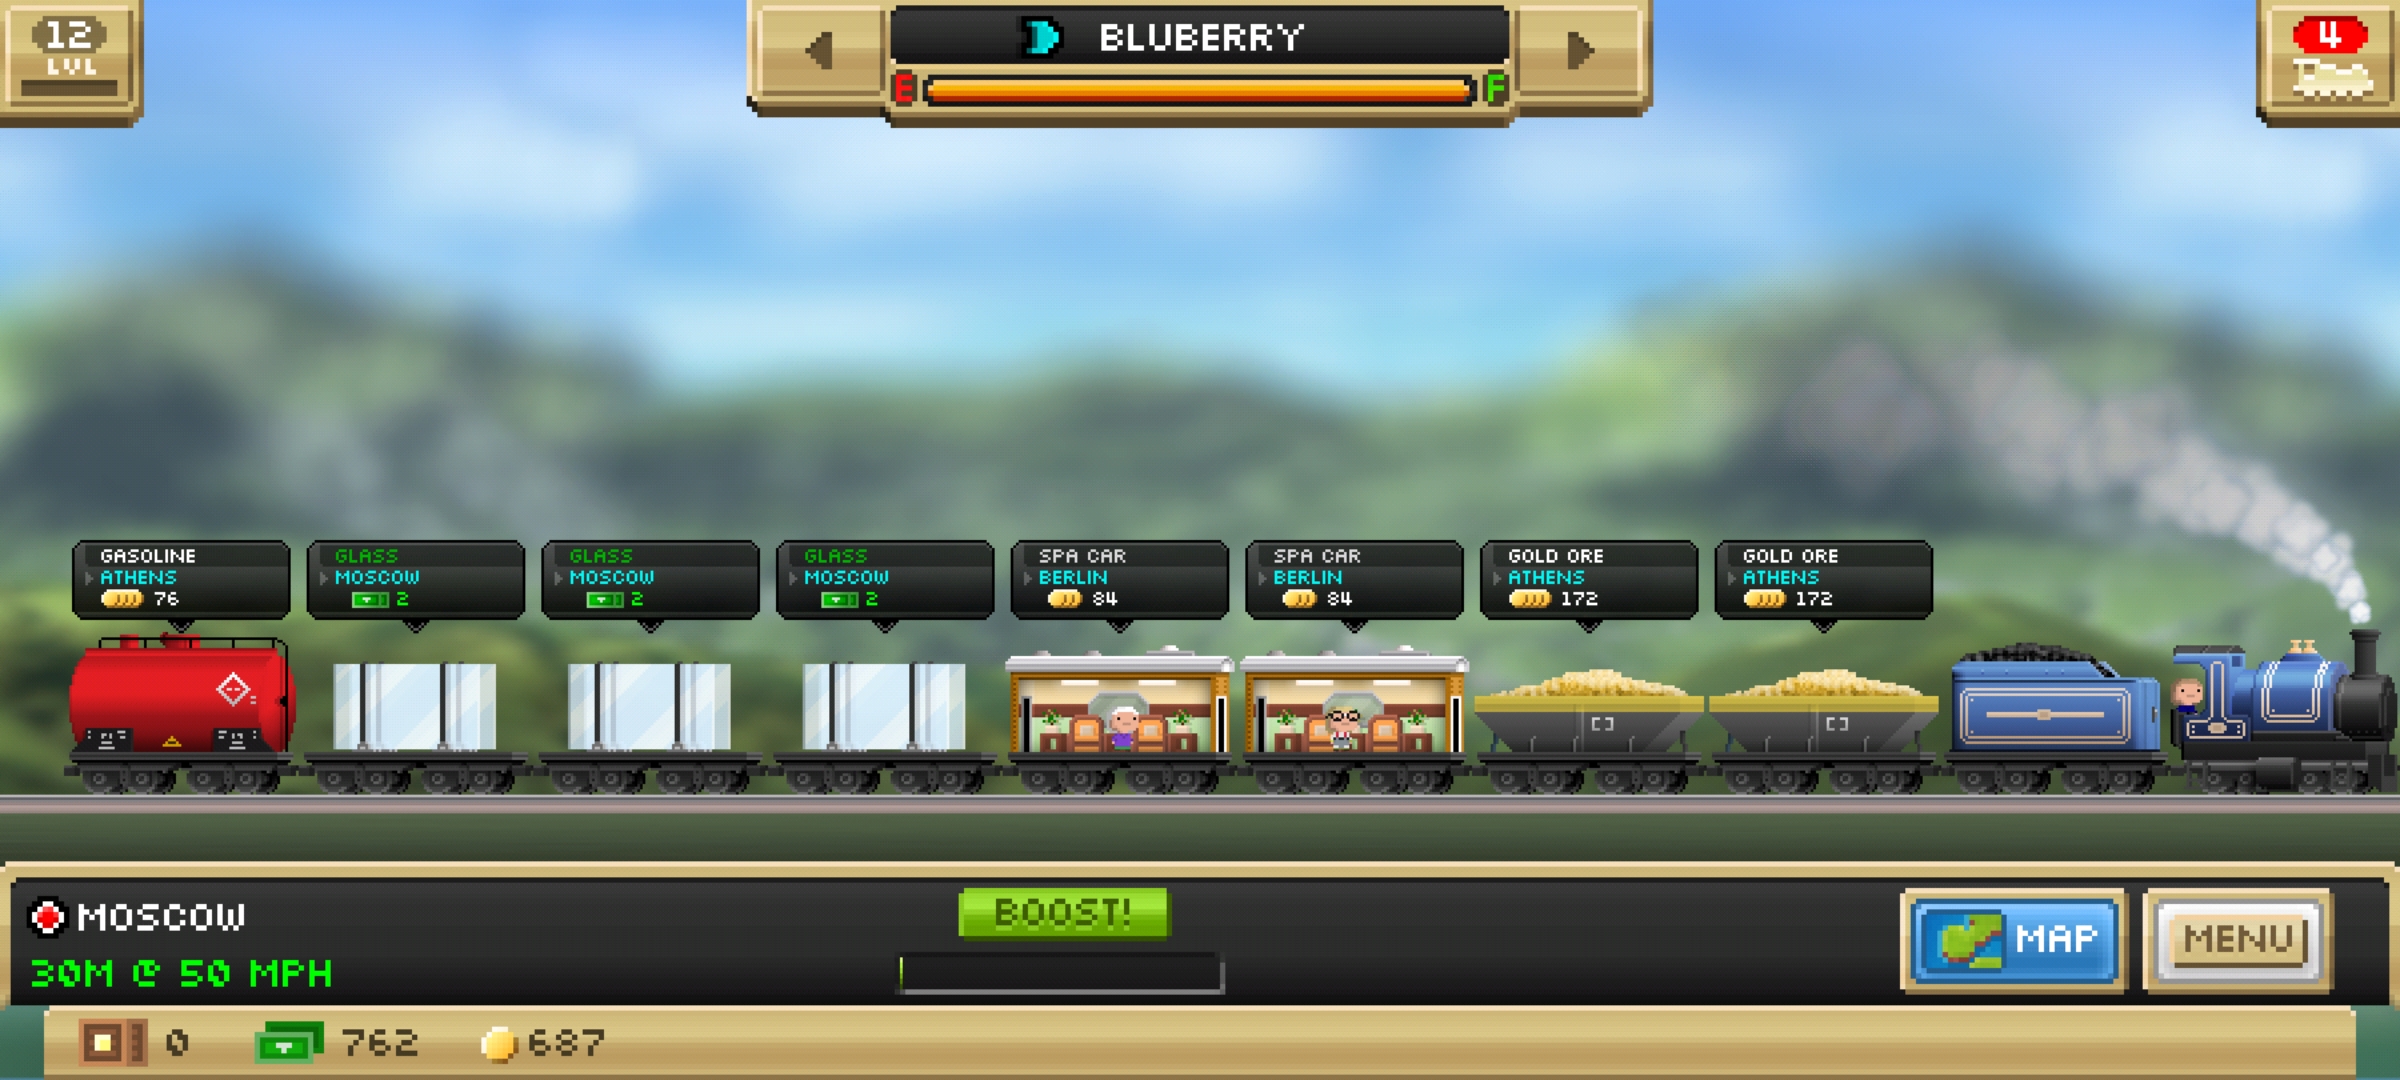 12
LVL
BLUBERRY
E
F
4
GASOLINE
ATHENS
76
GLASS
MOSCOW
2
GLASS
MOSCOW
2
GLASS
MOSCOW
2
SPA CAR
BERLIN
84
SPA CAR
BERLIN
84
GOLD ORE
ATHENS
172
GOLD ORE
ATHENS
172
MOSCOW
30M @ 50 MPH
BOOST!
MAP
MENU
0
762
687